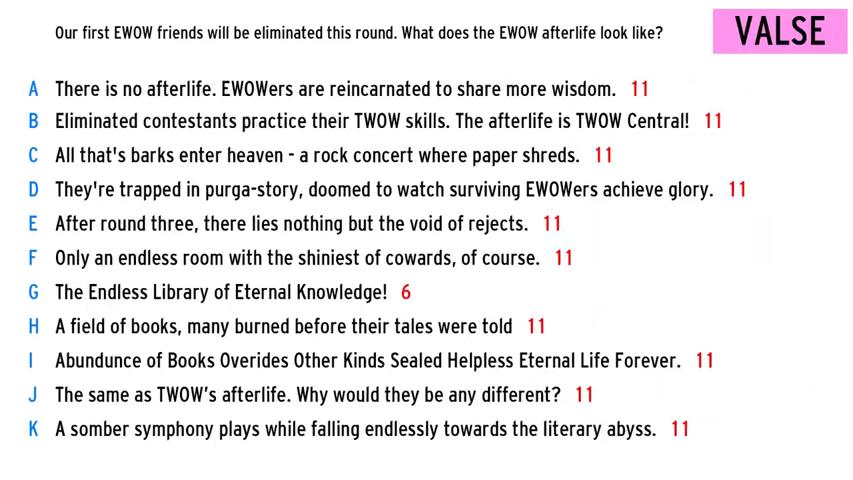 Our first EWOW friends will be eliminated this round. What does the EWOW afterlife look like?
VALSE
A There is no afterlife. EWOWers are reincarnated to share more wisdom. 11
B Eliminated contestants practice their TWOW skills. The afterlife is TWOW Central! 11
C All that's barks enter heaven - a rock concert where paper shreds. 11
D They're trapped in purga-story, doomed to watch surviving EWOWers achieve glory. 11
E After round three, there lies nothing but the void of rejects. 11
F Only an endless room with the shiniest of cowards, of course. 11
G The Endless Library of Eternal Knowledge! 6
H A field of books, many burned before their tales were told 11
I Abundunce of Books Overides Other Kinds Sealed Helpless Eternal Life Forever. 11
J The same as TWOW's afterlife. Why would they be any different? 11
K A somber symphony plays while falling endlessly towards the literary abyss. 11